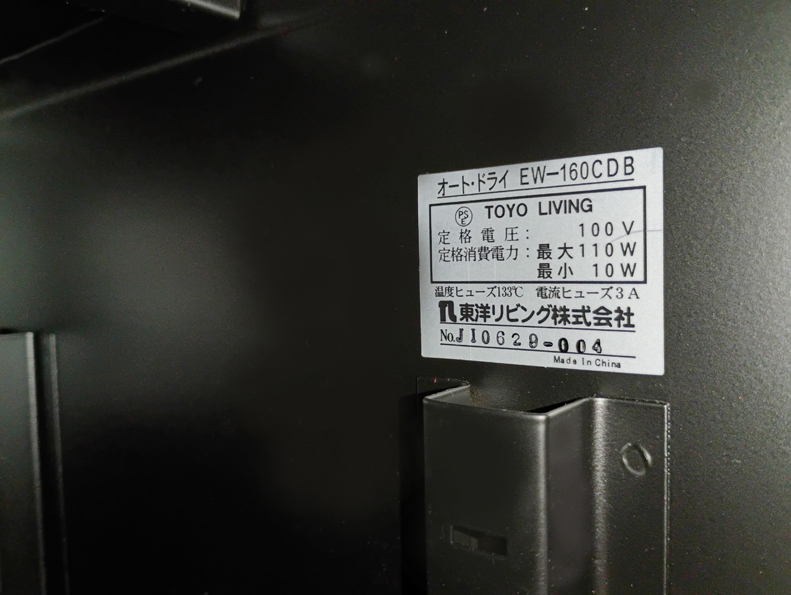 オート・ドライ EW-160CDB
PSE TOYO LIVING
定格電圧： 100V
定格消費電力：最大110W
最小 10W
温度ヒューズ133℃ 電流ヒューズ3A
東洋リビング株式会社
No.J10629-004
Made in China